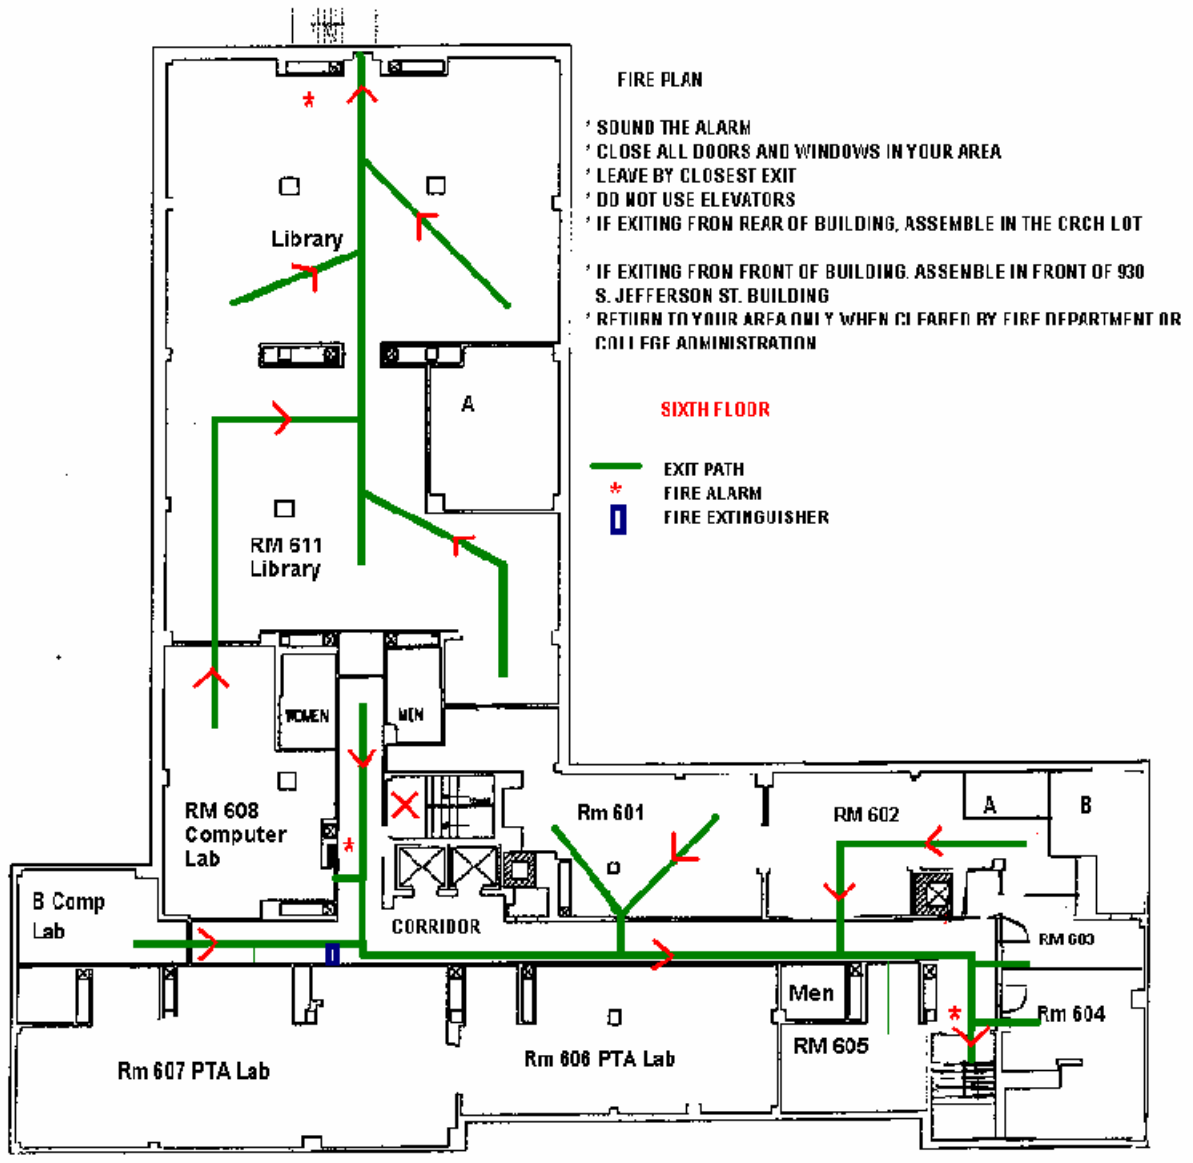 FIRE PLAN
* SOUND THE ALARM
* CLOSE ALL DOORS AND WINDOWS IN YOUR AREA
* LEAVE BY CLOSEST EXIT
* DO NOT USE ELEVATORS
* IF EXITING FRON REAR OF BUILDING, ASSEMBLE IN THE CRCH LOT
* IF EXITING FRON FRONT OF BUILDING. ASSEMBLE IN FRONT OF 930
S. JEFFERSON ST. BUILDING
* RETURN TO YOUR AREA ONLY WHEN CLEARED BY FIRE DEPARTMENT OR
COLLEGE ADMINISTRATION
SIXTH FLOOR
EXIT PATH
* FIRE ALARM
FIRE EXTINGUISHER
Library
A
RM 611
Library
WOMEN
MEN
RM 608
Computer
Lab
Rm 601
RM 602
A
B
B Comp
Lab
CORRIDOR
RM 603
Men
Rm 604
RM 605
Rm 606 PTA Lab
Rm 607 PTA Lab